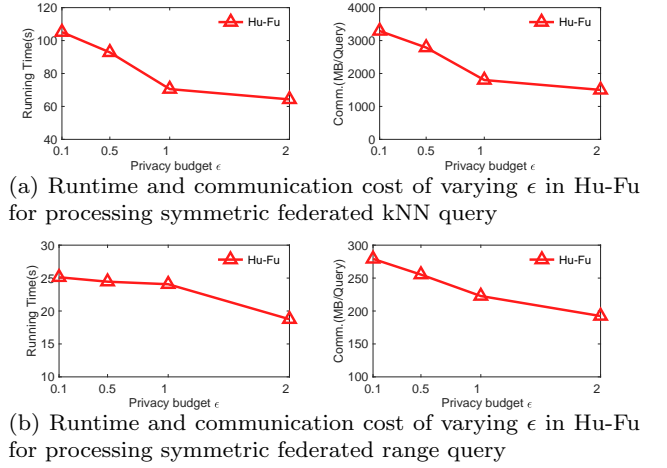 120
100
80
60
40
Running Time(s)
Hu-Fu
0.1 0.5 1 2
Privacy budget ϵ
4000
3000
2000
1000
0
Comm.(MB/Query)
Hu-Fu
0.1 0.5 1 2
Privacy budget ϵ
(a) Runtime and communication cost of varying ϵ in Hu-Fu
for processing symmetric federated kNN query
30
25
20
15
10
Running Time(s)
Hu-Fu
0.1 0.5 1 2
Privacy budget ϵ
300
250
200
150
100
Comm.(MB/Query)
Hu-Fu
0.1 0.5 1 2
Privacy budget ϵ
(b) Runtime and communication cost of varying ϵ in Hu-Fu
for processing symmetric federated range query